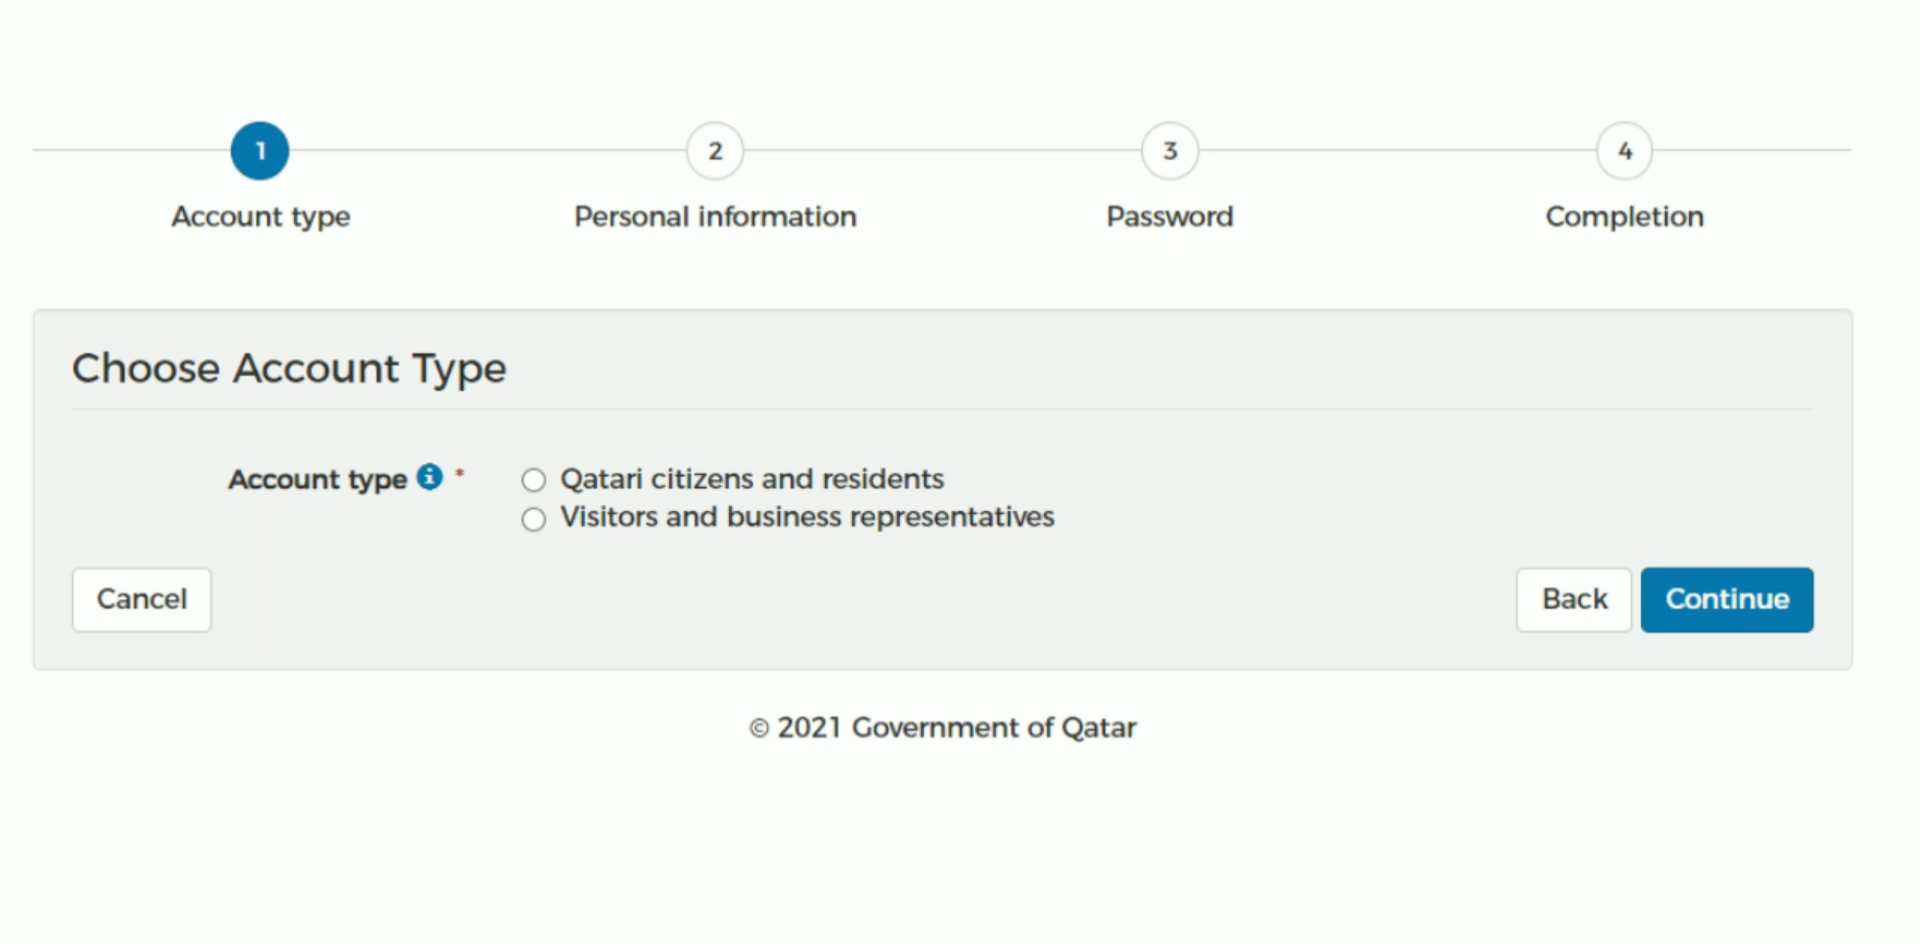 1
2
3
4
Account type
Personal information
Password
Completion
Choose Account Type
Account type i *
Qatari citizens and residents
Visitors and business representatives
Cancel
Back
Continue
© 2021 Government of Qatar